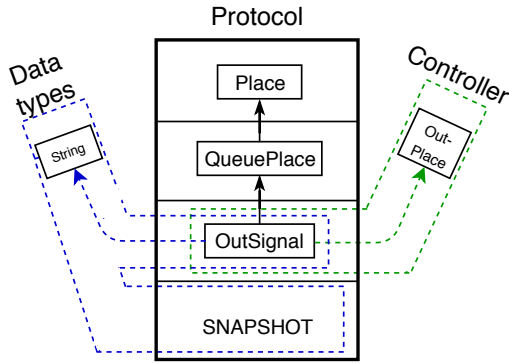 Protocol
Data
types
Controller
Place
String
Out-
Place
QueuePlace
OutSignal
SNAPSHOT